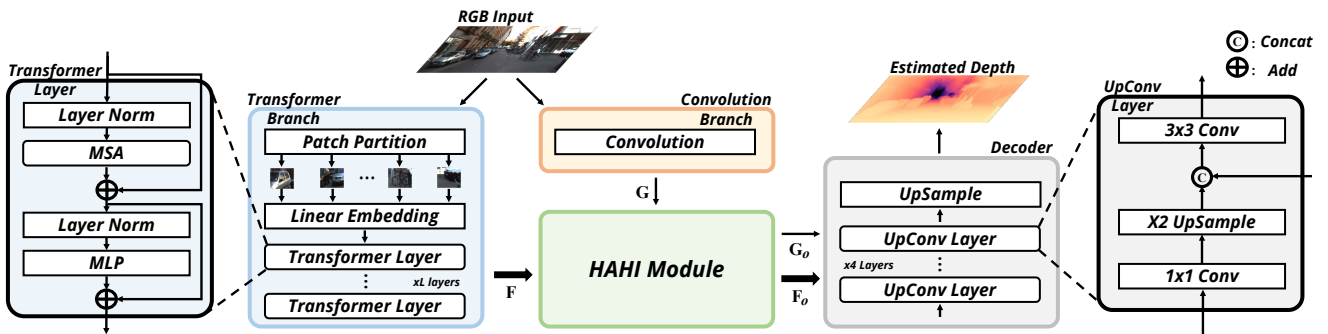 RGB Input
C : Concat
: Add
Transformer
Layer
Layer Norm
MSA
Layer Norm
MLP
Transformer
Branch
Patch Partition
...
Linear Embedding
Transformer Layer
xL layers
Transformer Layer
F
Convolution
Branch
Convolution
G
HAHI Module
Go
Fo
Estimated Depth
Decoder
UpSample
UpConv Layer
x4 Layers
UpConv Layer
UpConv
Layer
3x3 Conv
C
X2 UpSample
1x1 Conv